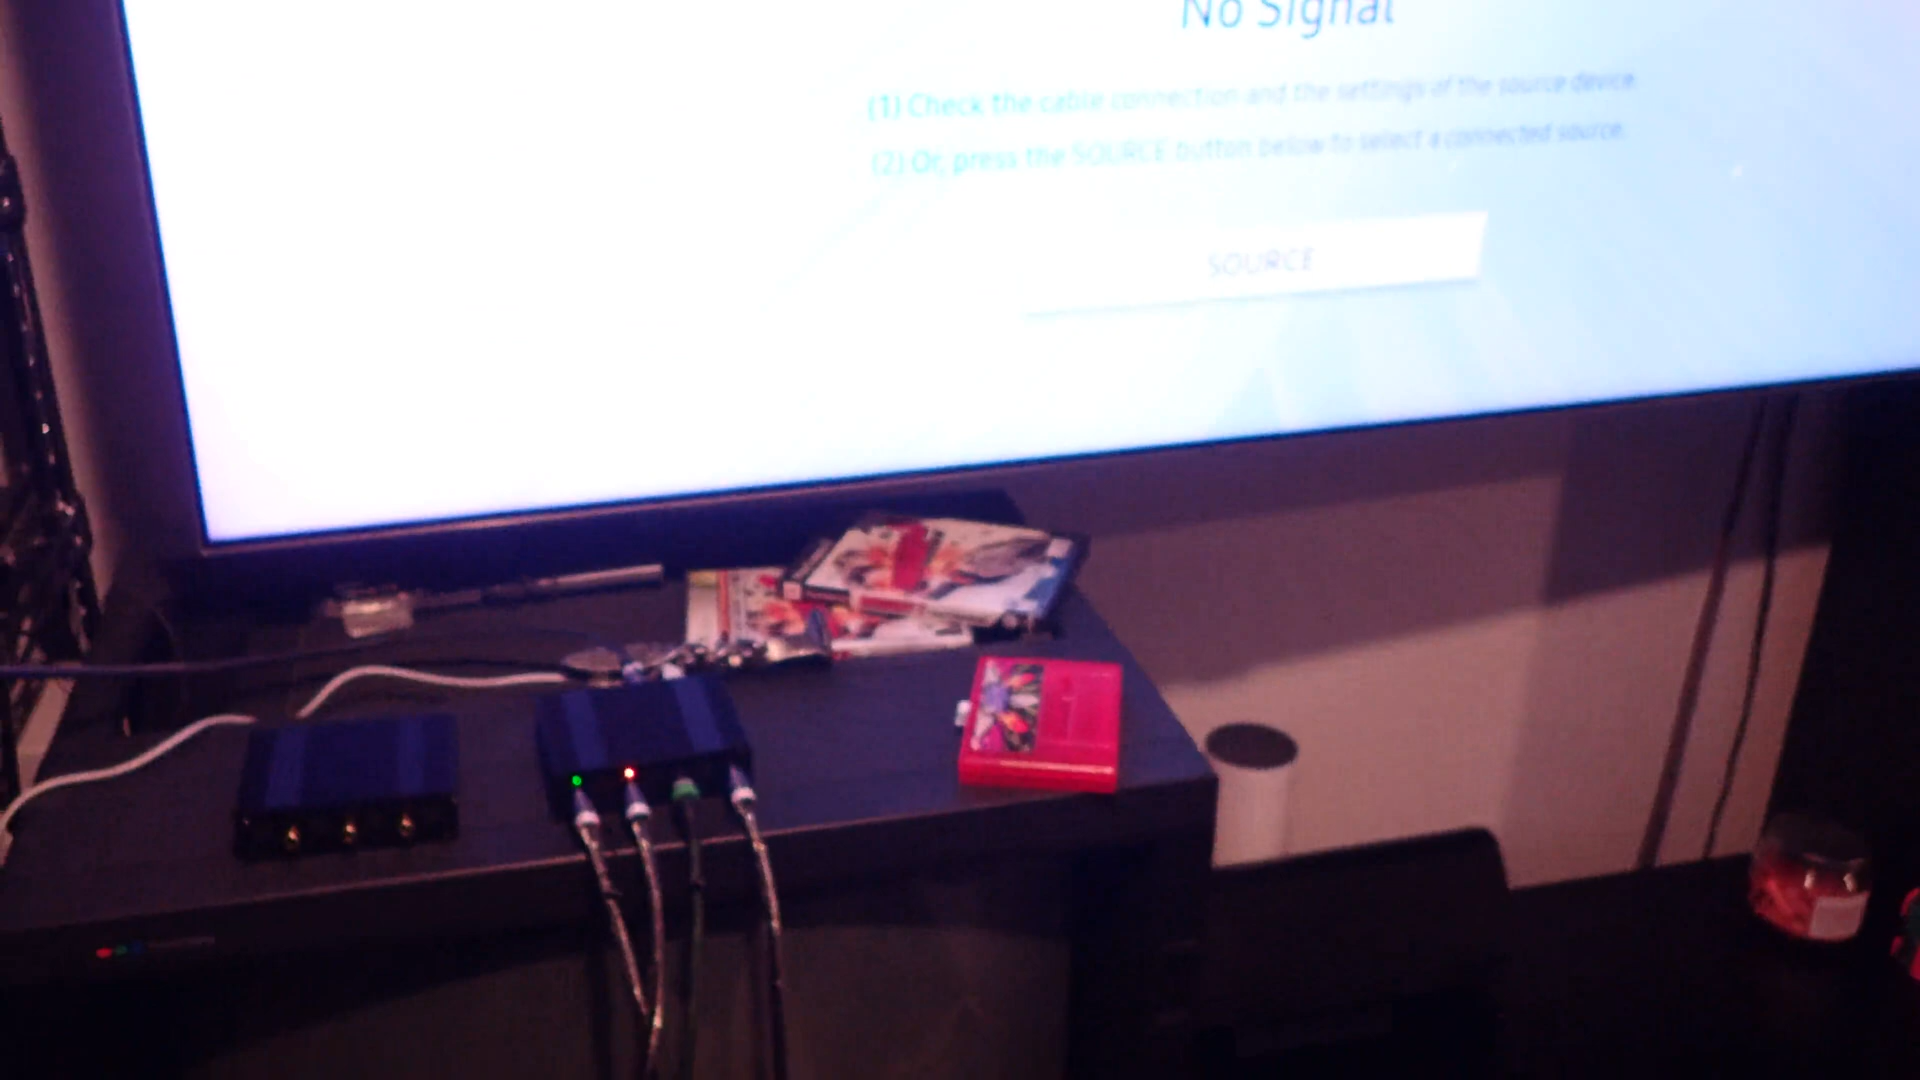 No Signal
(1) Check the cable connection and the settings of the source device.
(2) Or, press the SOURCE button below to select a connected source.
SOURCE